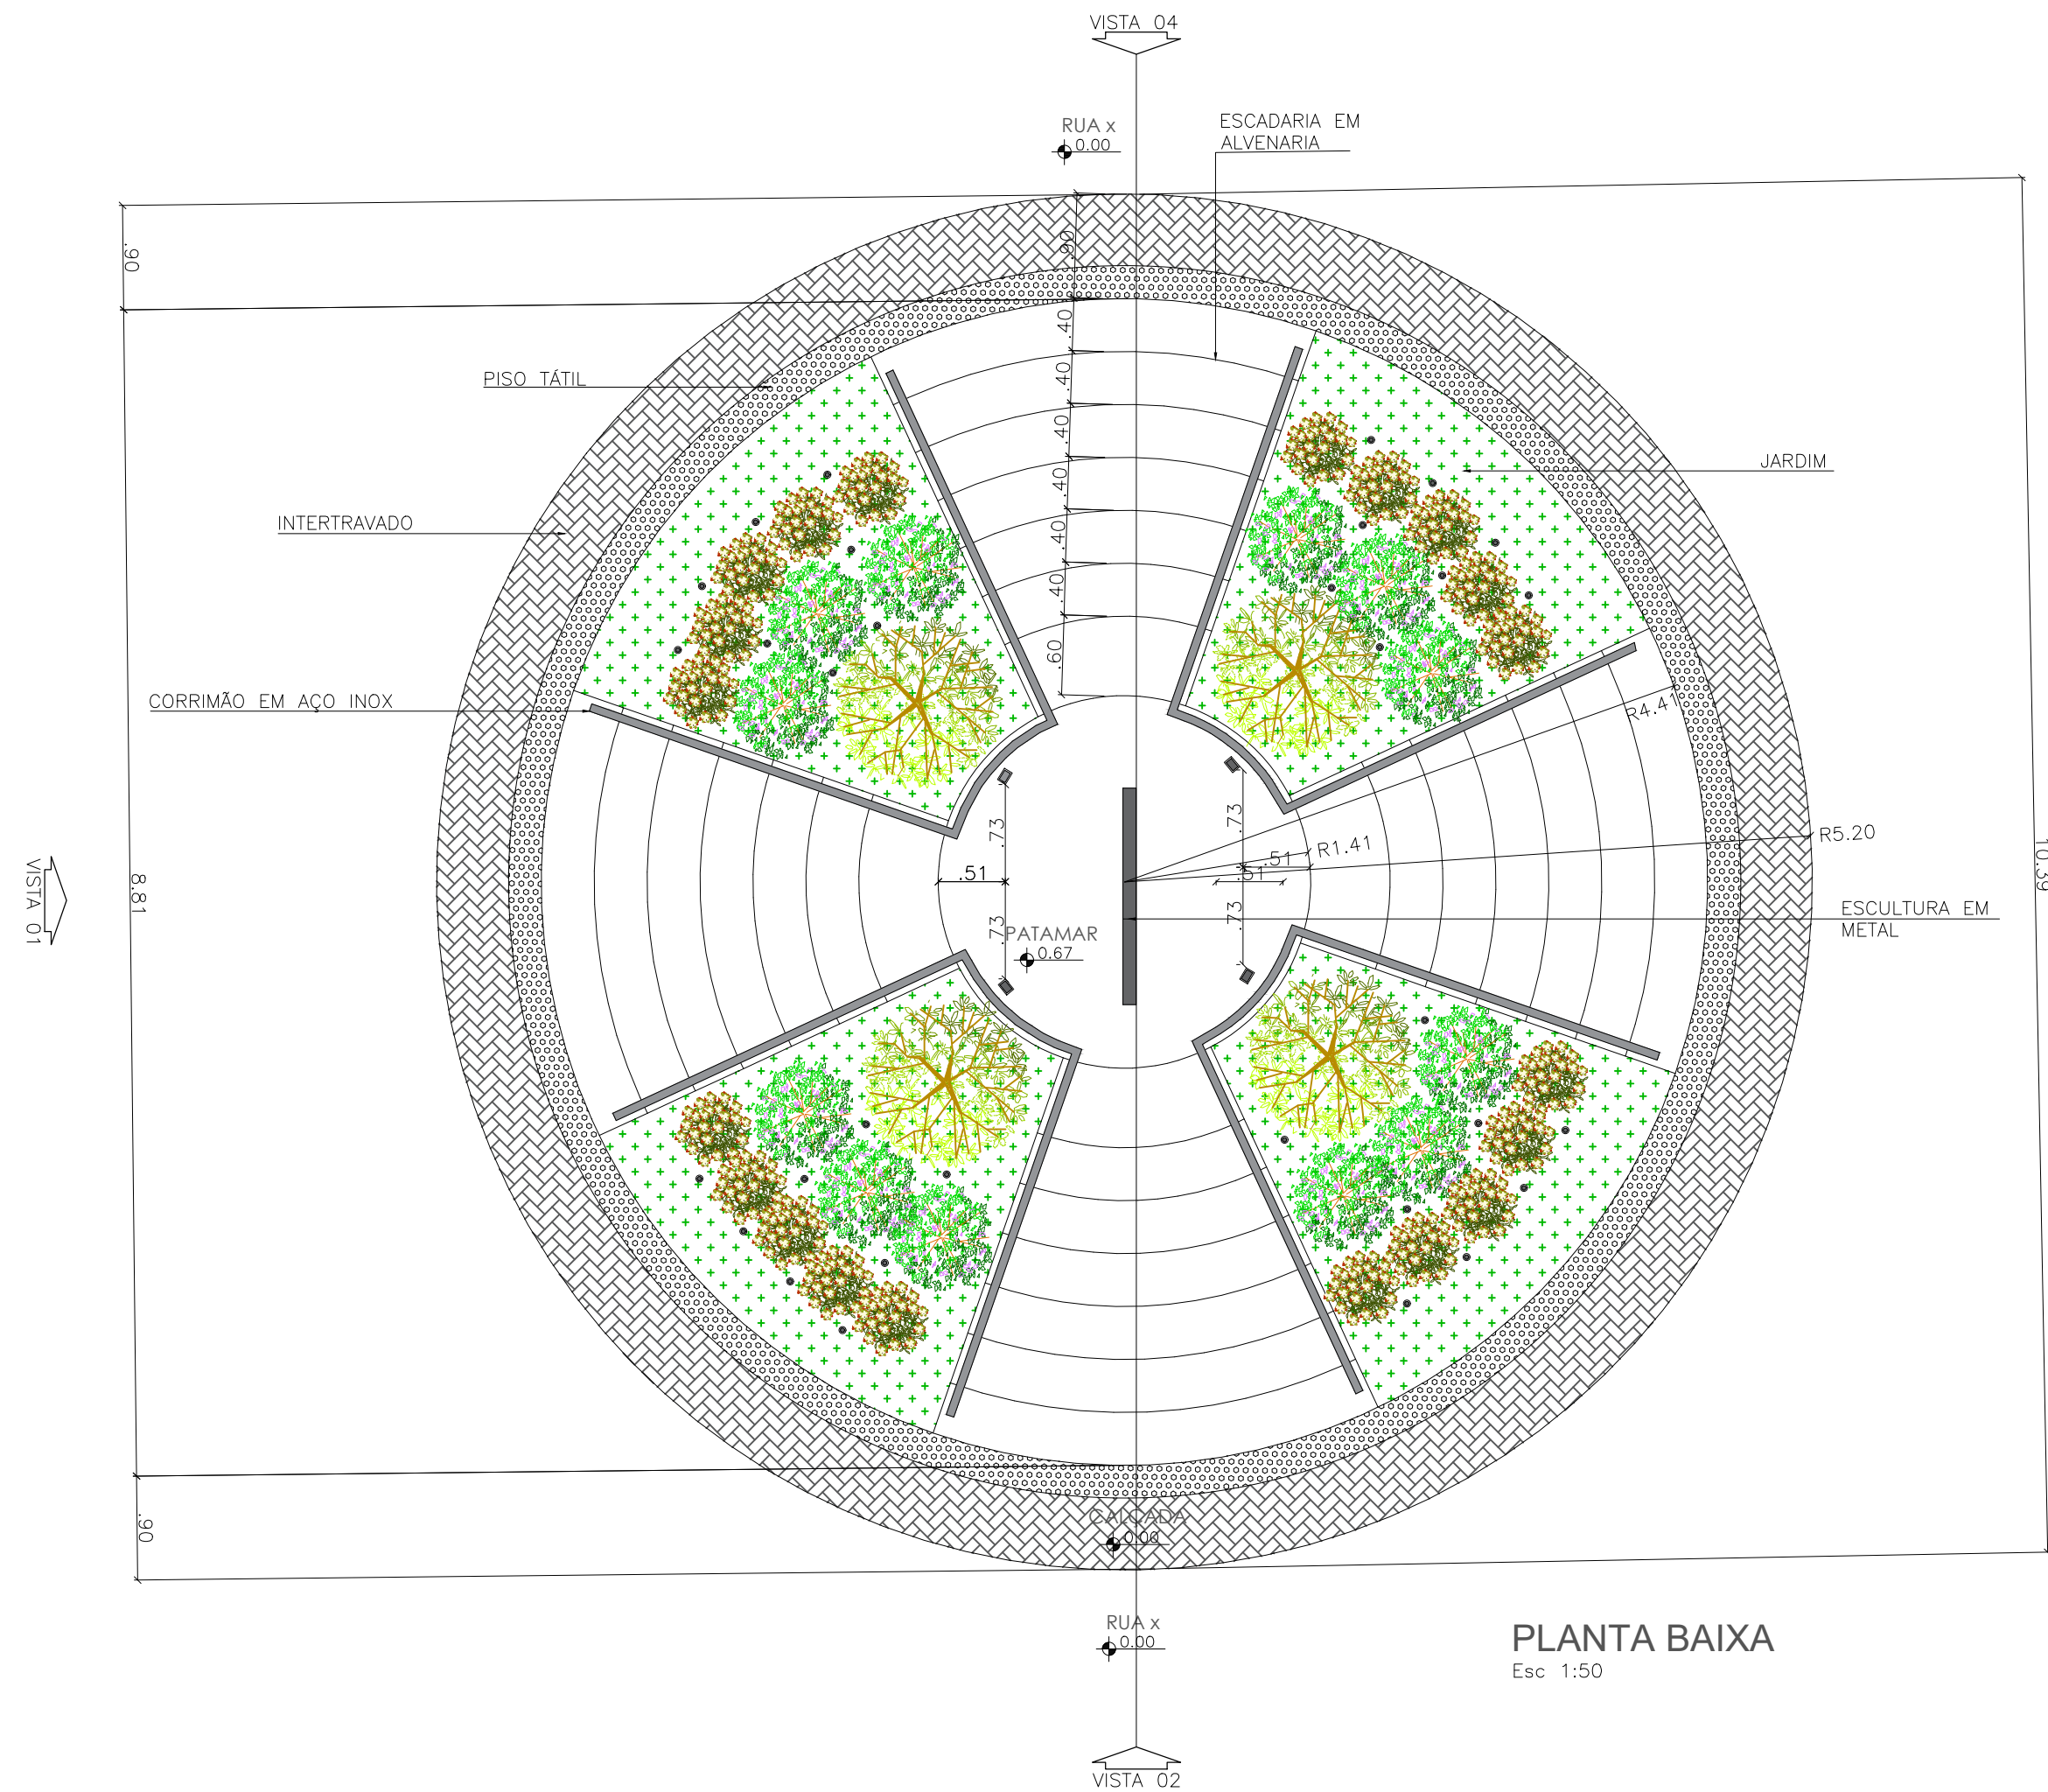 VISTA 04
RUA x
0.00
ESCADARIA EM
ALVENARIA
.90
.90
.40
PISO TÁTIL
.40
.40
JARDIM
INTERTRAVADO
.40
.40
.40
.60
CORRIMÃO EM AÇO INOX
R4.41
.73
.73
R1.41
R5.20
.51
.51
.51
10.39
VISTA 01
8.81
.73
.73
PATAMAR
0.67
ESCULTURA EM
METAL
.90
CALÇADA
0.00
RUA x
0.00
PLANTA BAIXA
Esc 1:50
VISTA 02